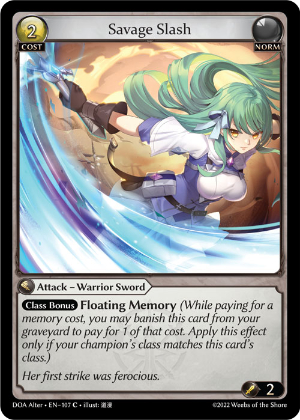 2
Savage Slash
COST
NORM
Attack – Warrior Sword
Class Bonus Floating Memory (While paying for
a memory cost, you may banish this card from your
graveyard to pay for 1 of that cost. Apply this effect
only if your champion's class matches this card's
class.)
Her first strike was ferocious.
2
DOA Alter • EN-107 C • illust: 遊漫
©2022 Weebs of the Shore